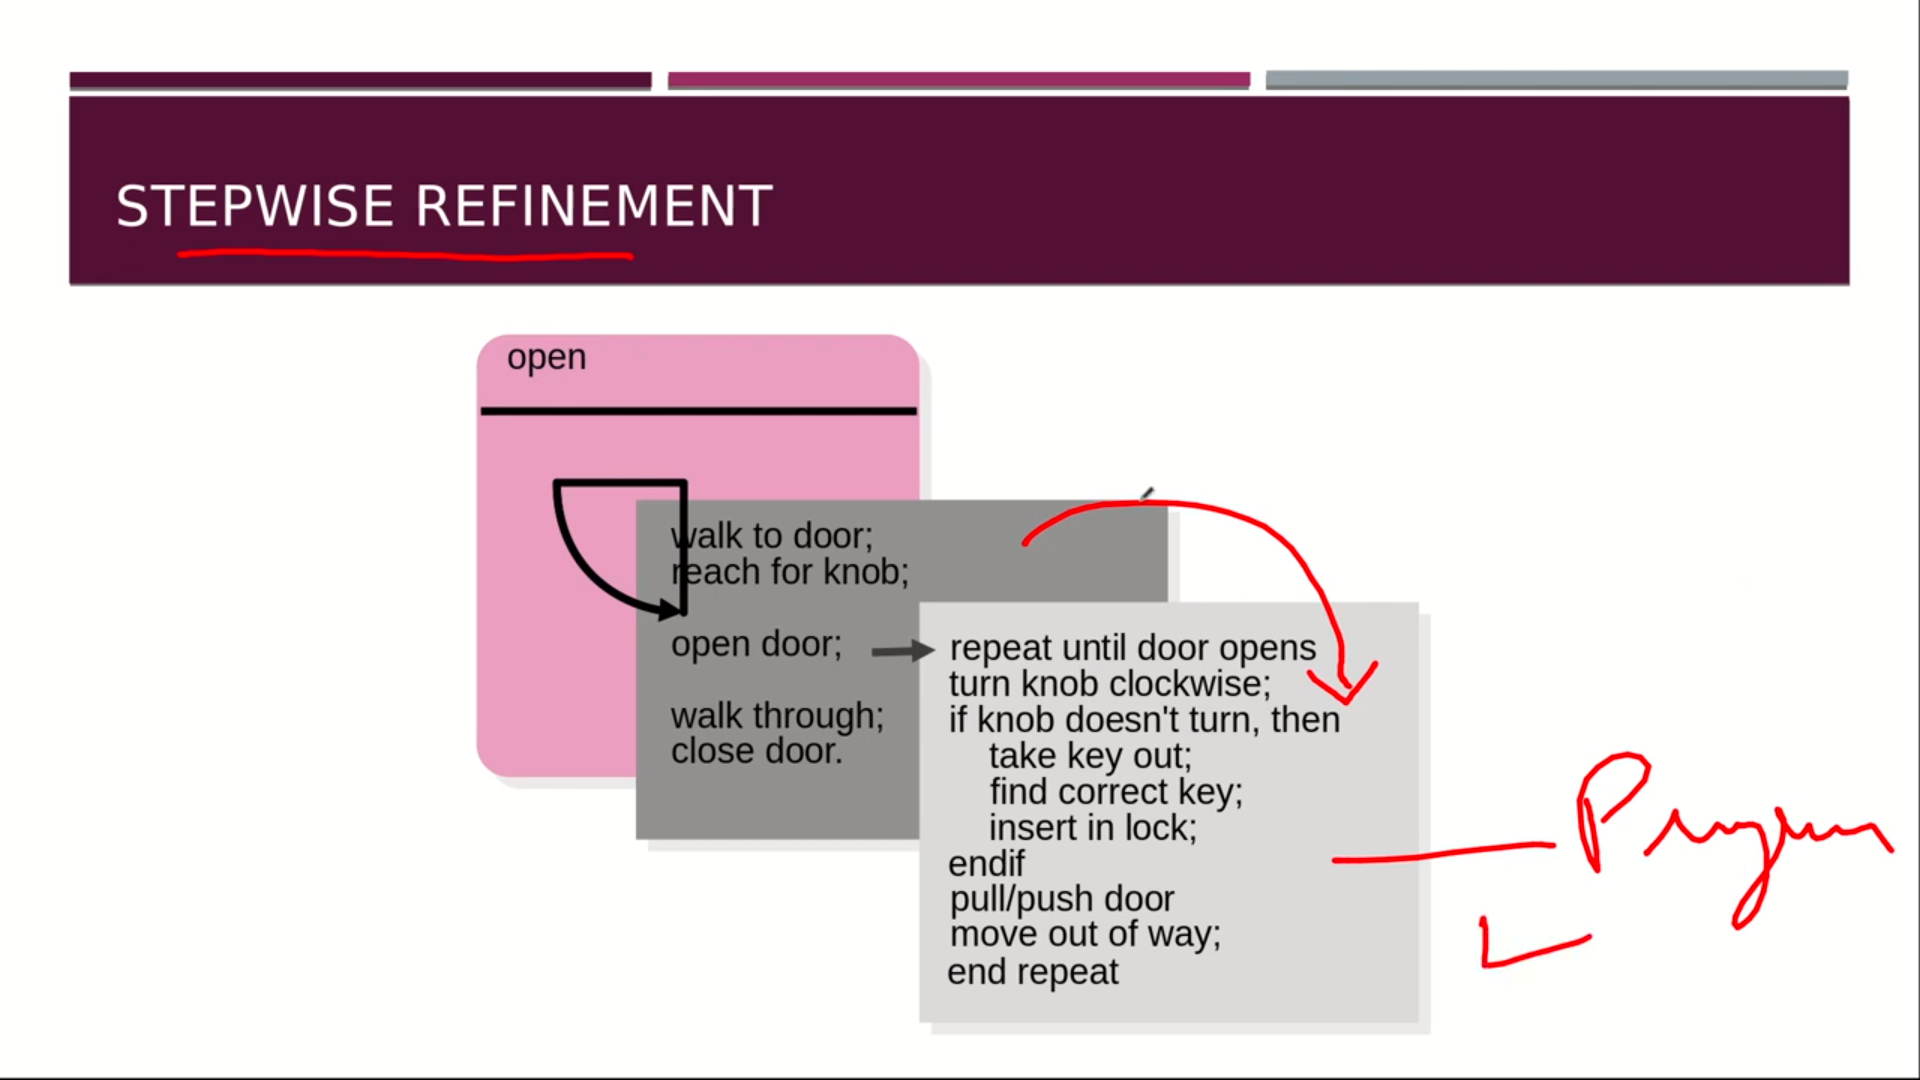 STEPWISE REFINEMENT
open
walk to door;
reach for knob;
open door;
walk through;
close door.
repeat until door opens
turn knob clockwise;
if knob doesn't turn, then
take key out;
find correct key;
insert in lock;
endif
pull/push door
move out of way;
end repeat
Program